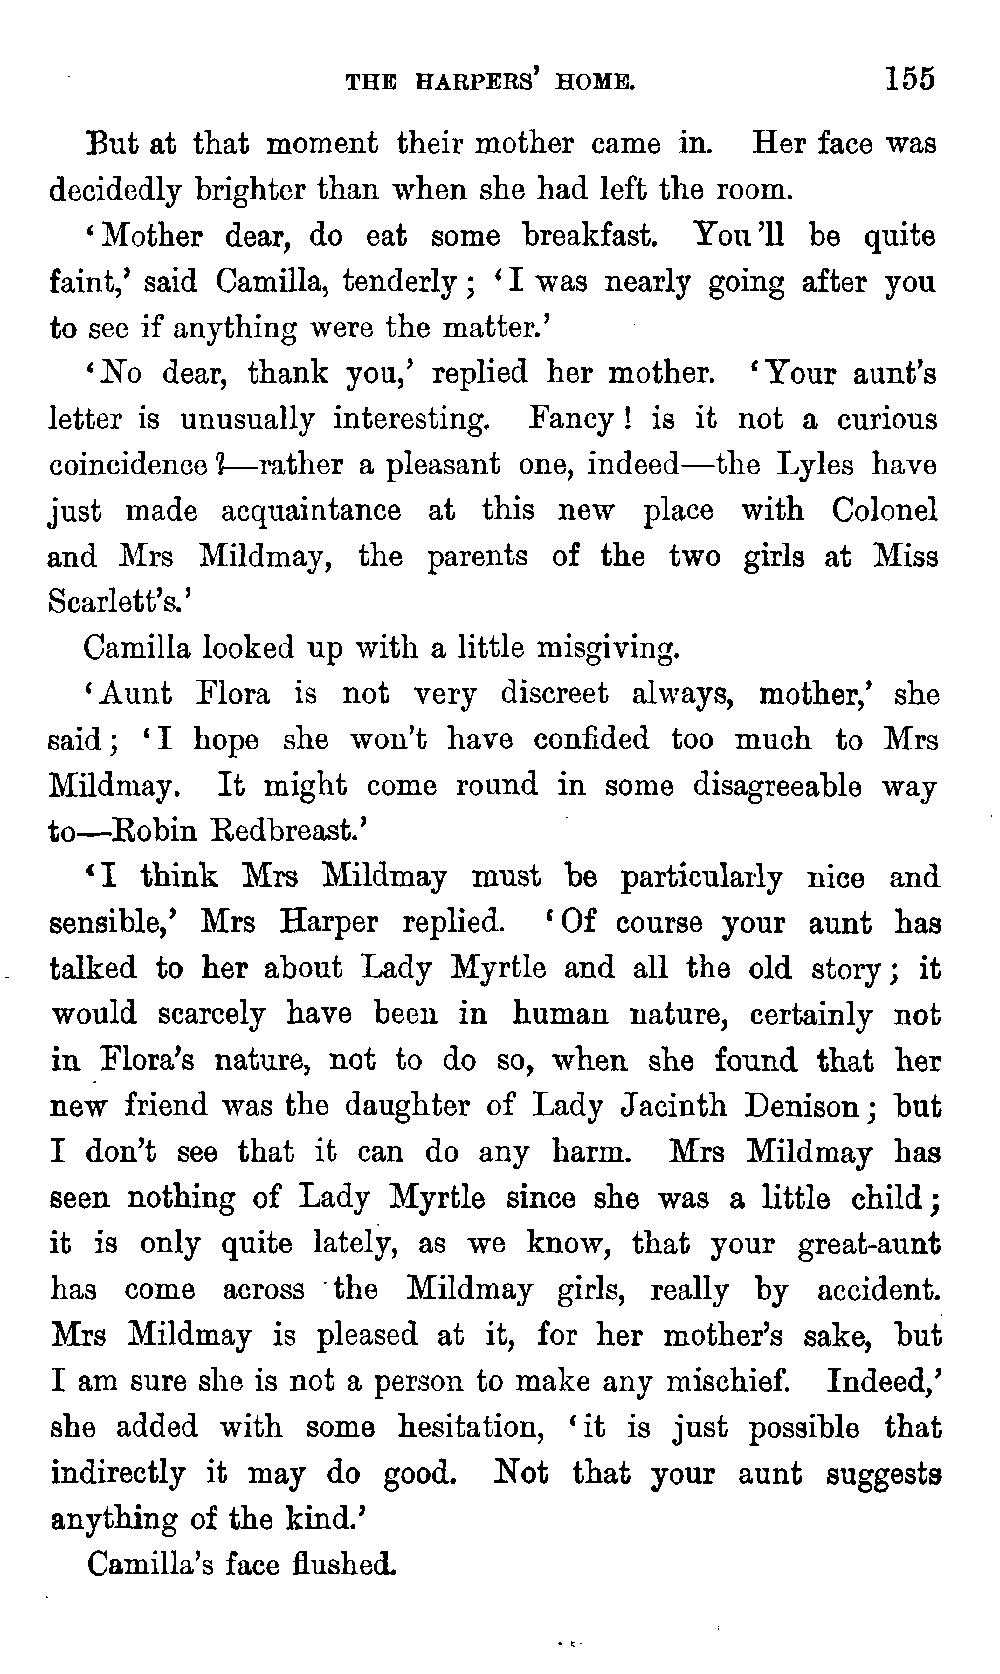 THE HARPERS' HOME. 155
But at that moment their mother came in. Her face was
decidedly brighter than when she had left the room.
‘Mother dear, do eat some breakfast. You'll be quite
faint,’ said Camilla, tenderly; ‘I was nearly going after you
to see if anything were the matter.’
‘No dear, thank you,’ replied her mother. ‘Your aunt's
letter is unusually interesting. Fancy! is it not a curious
coincidence?—rather a pleasant one, indeed—the Lyles have
just made acquaintance at this new place with Colonel
and Mrs Mildmay, the parents of the two girls at Miss
Scarlett's.’
Camilla looked up with a little misgiving.
‘Aunt Flora is not very discreet always, mother,’ she
said; ‘I hope she won't have confided too much to Mrs
Mildmay. It might come round in some disagreeable way
to—Robin Redbreast.’
‘I think Mrs Mildmay must be particularly nice and
sensible,’ Mrs Harper replied. ‘Of course your aunt has
talked to her about Lady Myrtle and all the old story; it
would scarcely have been in human nature, certainly not
in Flora's nature, not to do so, when she found that her
new friend was the daughter of Lady Jacinth Denison; but
I don't see that it can do any harm. Mrs Mildmay has
seen nothing of Lady Myrtle since she was a little child;
it is only quite lately, as we know, that your great-aunt
has come across the Mildmay girls, really by accident.
Mrs Mildmay is pleased at it, for her mother's sake, but
I am sure she is not a person to make any mischief. Indeed,’
she added with some hesitation, ‘it is just possible that
indirectly it may do good. Not that your aunt suggests
anything of the kind.’
Camilla's face flushed.